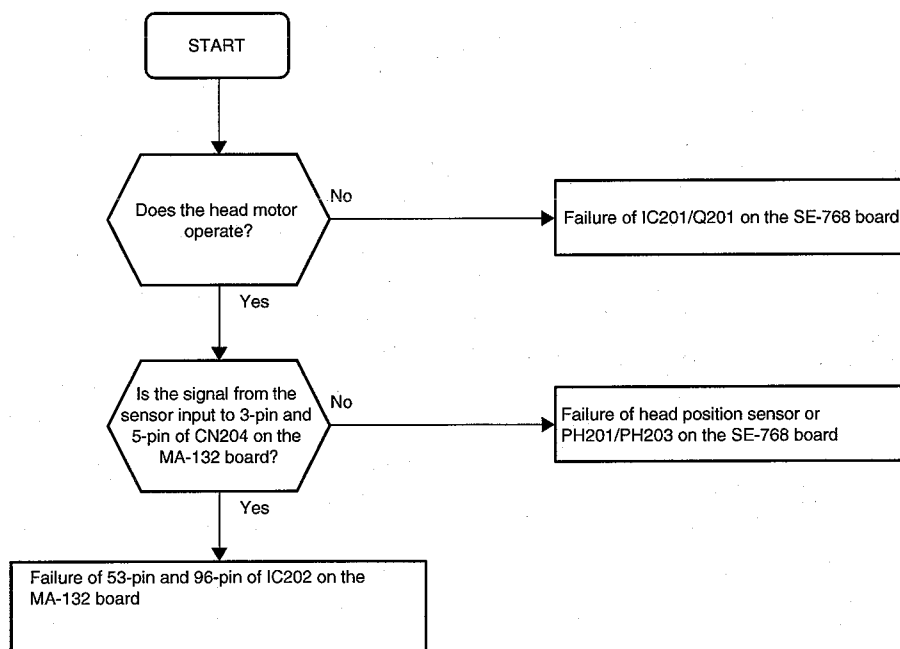 START
Does the head motor
operate?
No
Failure of IC201/Q201 on the SE-768 board
Yes
Is the signal from the
sensor input to 3-pin and
5-pin of CN204 on the
MA-132 board?
No
Failure of head position sensor or
PH201/PH203 on the SE-768 board
Yes
Failure of 53-pin and 96-pin of IC202 on the
MA-132 board